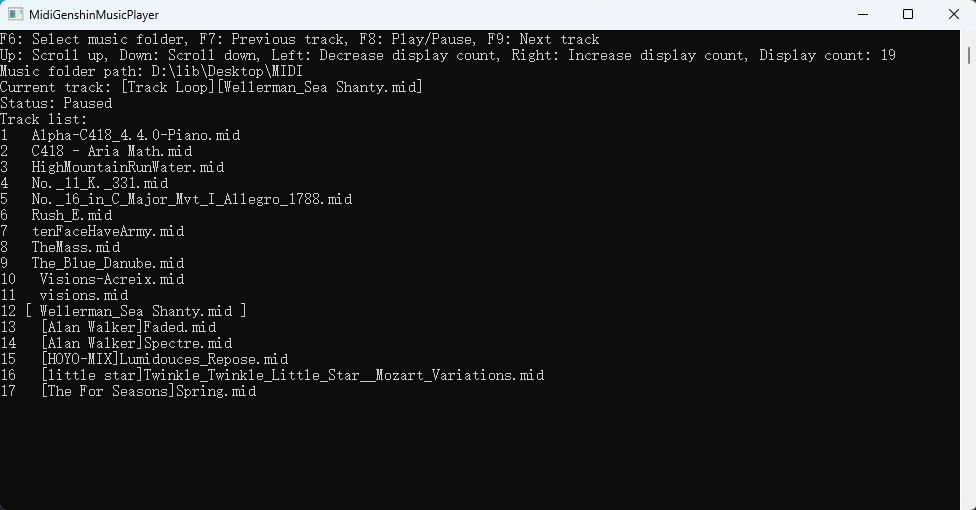 MidiGenshinMusicPlayer
F6: Select music folder, F7: Previous track, F8: Play/Pause, F9: Next track
Up: Scroll up, Down: Scroll down, Left: Decrease display count, Right: Increase display count, Display count: 19
Music folder path: D:\lib\Desktop\MIDI
Current track: [Track Loop][Wellerman_Sea Shanty.mid]
Status: Paused
Track list:
1   Alpha-C418_4.4.0-Piano.mid
2   C418 - Aria Math.mid
3   HighMountainRunWater.mid
4   No._11_K._331.mid
5   No._16_in_C_Major_Mvt_I_Allegro_1788.mid
6   Rush_E.mid
7   tenFaceHaveArmy.mid
8   TheMass.mid
9   The_Blue_Danube.mid
10   Visions-Acreix.mid
11   visions.mid
12 [ Wellerman_Sea Shanty.mid ]
13   [Alan Walker]Faded.mid
14   [Alan Walker]Spectre.mid
15   [HOYO-MIX]Lumidouces_Repose.mid
16   [little star]Twinkle_Twinkle_Little_Star__Mozart_Variations.mid
17   [The For Seasons]Spring.mid